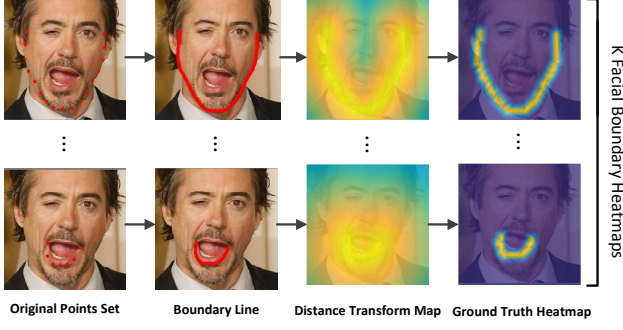 K Facial Boundary Heatmaps
Original Points Set
Boundary Line
Distance Transform Map
Ground Truth Heatmap